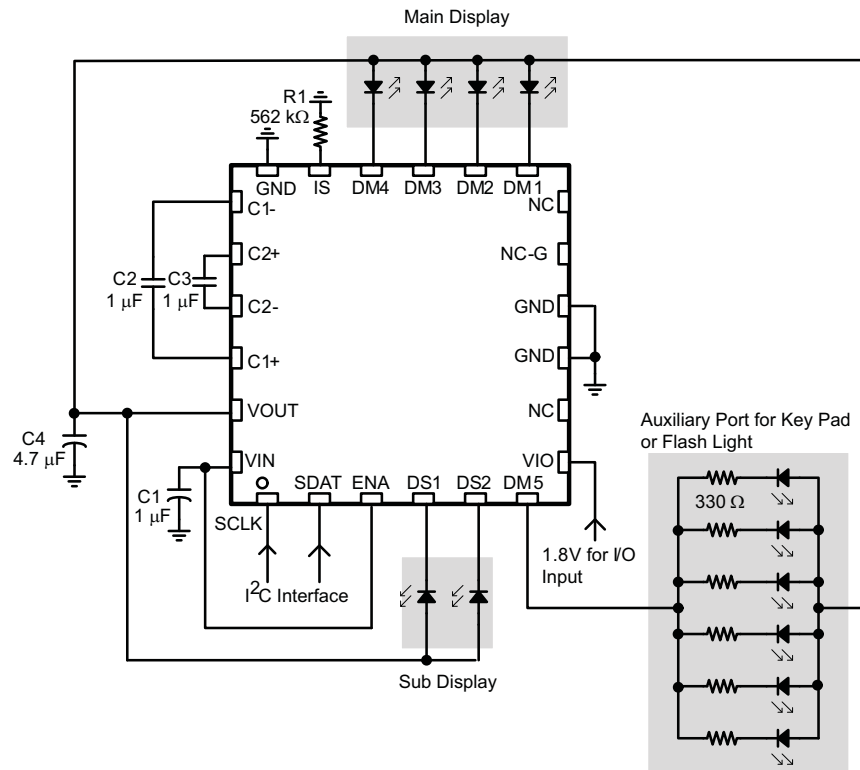 Main Display
R1
562 kΩ
GND IS DM4 DM3 DM2 DM1
C1- NC
C2+ NC-G
C2 C3
1 μF 1 μF
C2- GND
C1+ GND
VOUT NC
Auxiliary Port for Key Pad
or Flash Light
C4
4.7 μF
VIN VIO
SDAT ENA DS1 DS2 DM5
C1
1 μF
330 Ω
SCLK
1.8V for I/O
Input
I2C Interface
Sub Display